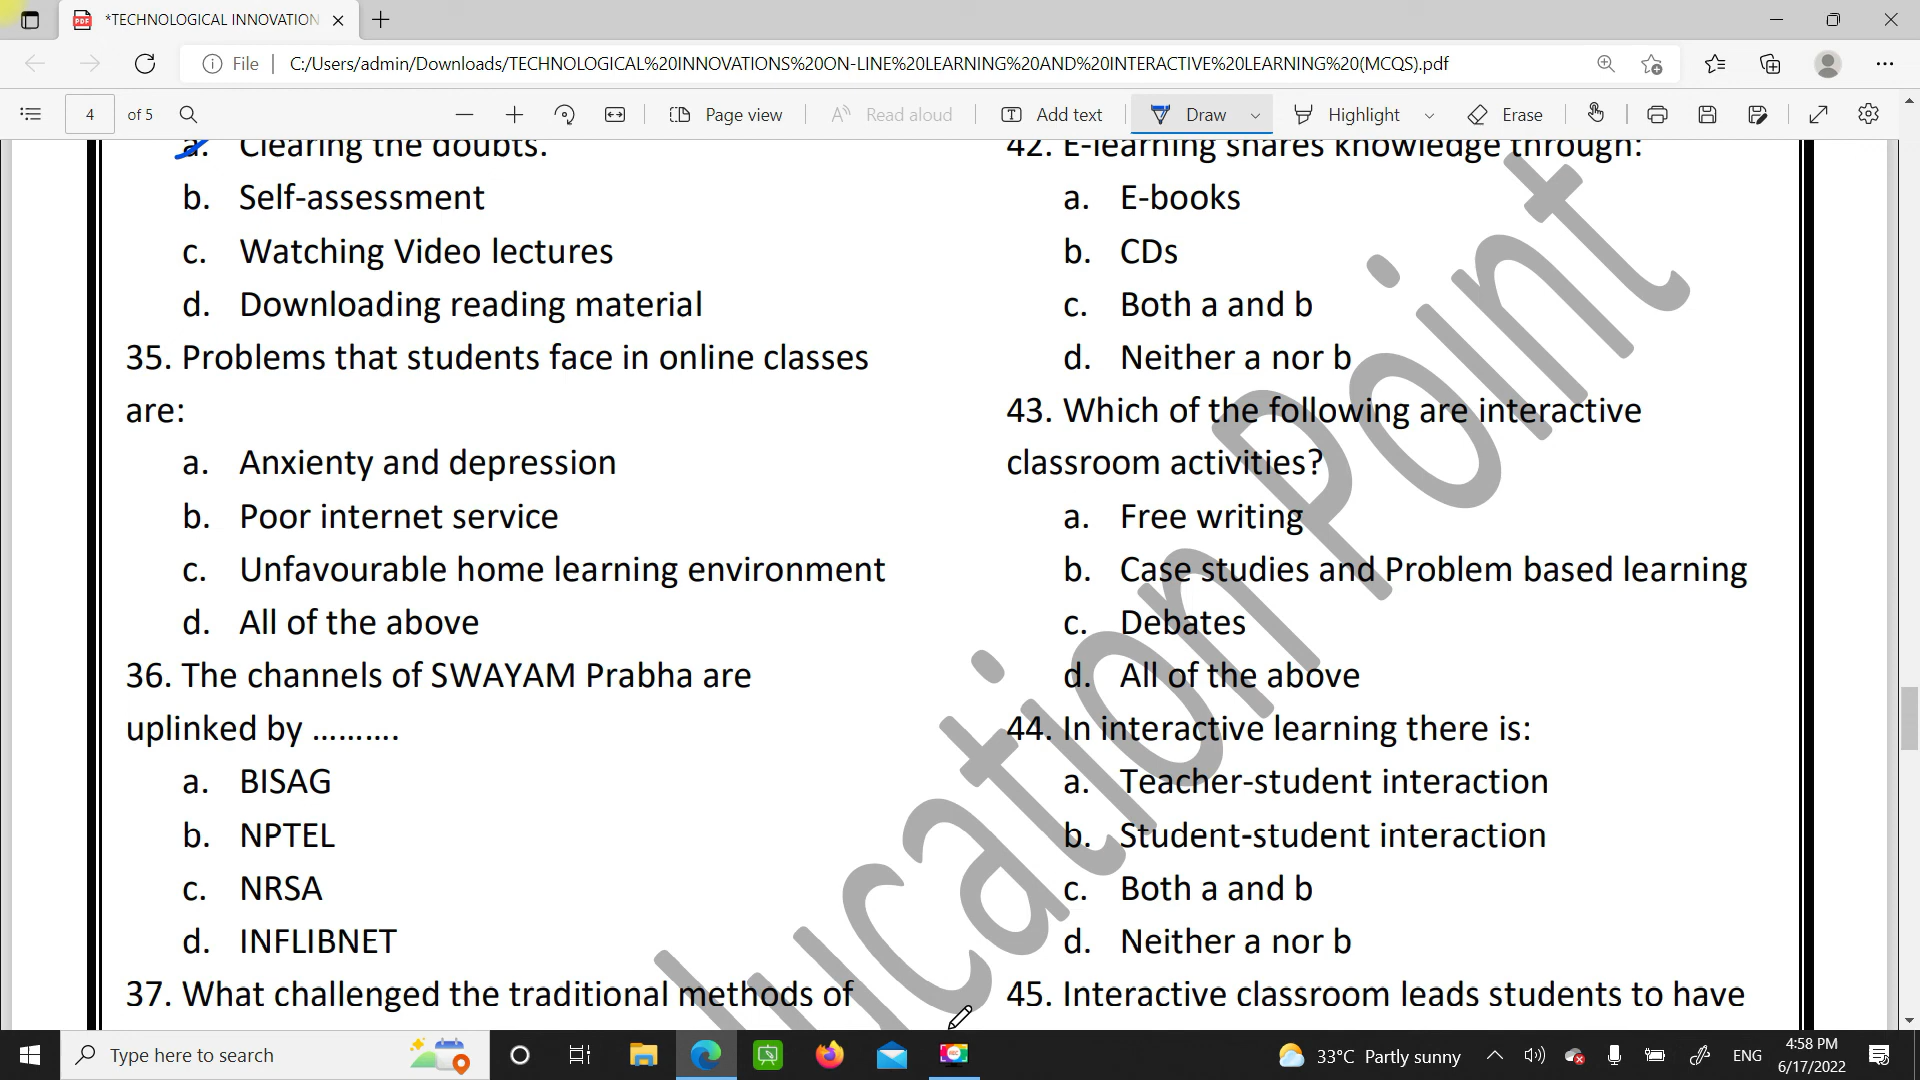 *TECHNOLOGICAL INNOVATION
File
C:/Users/admin/Downloads/TECHNOLOGICAL%20INNOVATIONS%20ON-LINE%20LEARNING%20AND%20INTERACTIVE%20LEARNING%20(MCQS).pdf
4 of 5
Page view
Read aloud
Add text
Draw
Highlight
Erase
a. Clearing the doubts.
b. Self-assessment
c. Watching Video lectures
d. Downloading reading material
35. Problems that students face in online classes
are:
a. Anxienty and depression
b. Poor internet service
c. Unfavourable home learning environment
d. All of the above
36. The channels of SWAYAM Prabha are
uplinked by ..........
a. BISAG
b. NPTEL
c. NRSA
d. INFLIBNET
37. What challenged the traditional methods of
42. E-learning shares knowledge through:
a. E-books
b. CDs
c. Both a and b
d. Neither a nor b
43. Which of the following are interactive
classroom activities?
a. Free writing
b. Case studies and Problem based learning
c. Debates
d. All of the above
44. In interactive learning there is:
a. Teacher-student interaction
b. Student-student interaction
c. Both a and b
d. Neither a nor b
45. Interactive classroom leads students to have
ucation Point
Type here to search
33°C Partly sunny
ENG
4:58 PM
6/17/2022